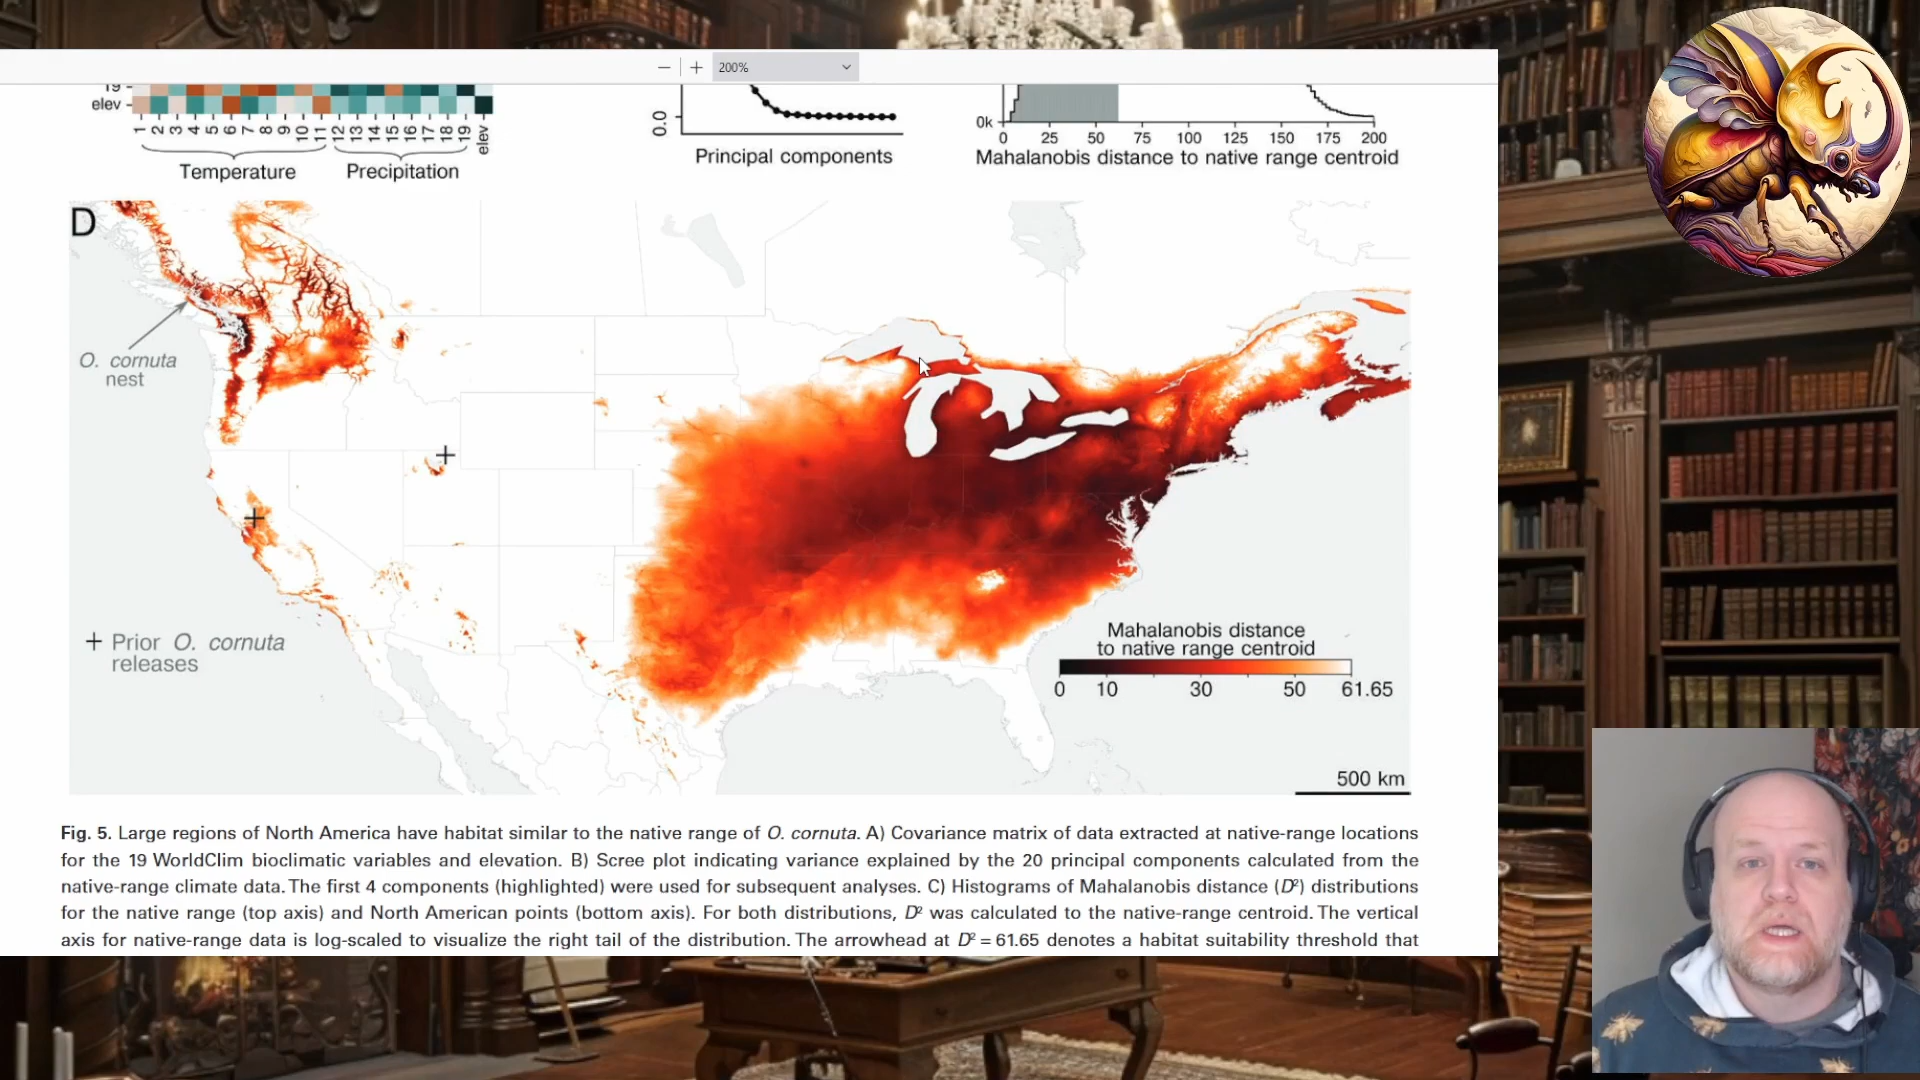 200%
19
elev
1 2 3 4 5 6 7 8 9 10 11 12 13 14 15 16 17 18 19 elev
Temperature
Precipitation
0.0
Principal components
0k
0 25 50 75 100 125 150 175 200
Mahalanobis distance to native range centroid
D
O. cornuta
nest
+ Prior O. cornuta
releases
Mahalanobis distance
to native range centroid
0 10 30 50 61.65
500 km
Fig. 5. Large regions of North America have habitat similar to the native range of O. cornuta. A) Covariance matrix of data extracted at native-range locations
for the 19 WorldClim bioclimatic variables and elevation. B) Scree plot indicating variance explained by the 20 principal components calculated from the
native-range climate data. The first 4 components (highlighted) were used for subsequent analyses. C) Histograms of Mahalanobis distance (D²) distributions
for the native range (top axis) and North American points (bottom axis). For both distributions, D² was calculated to the native-range centroid. The vertical
axis for native-range data is log-scaled to visualize the right tail of the distribution. The arrowhead at D² = 61.65 denotes a habitat suitability threshold that